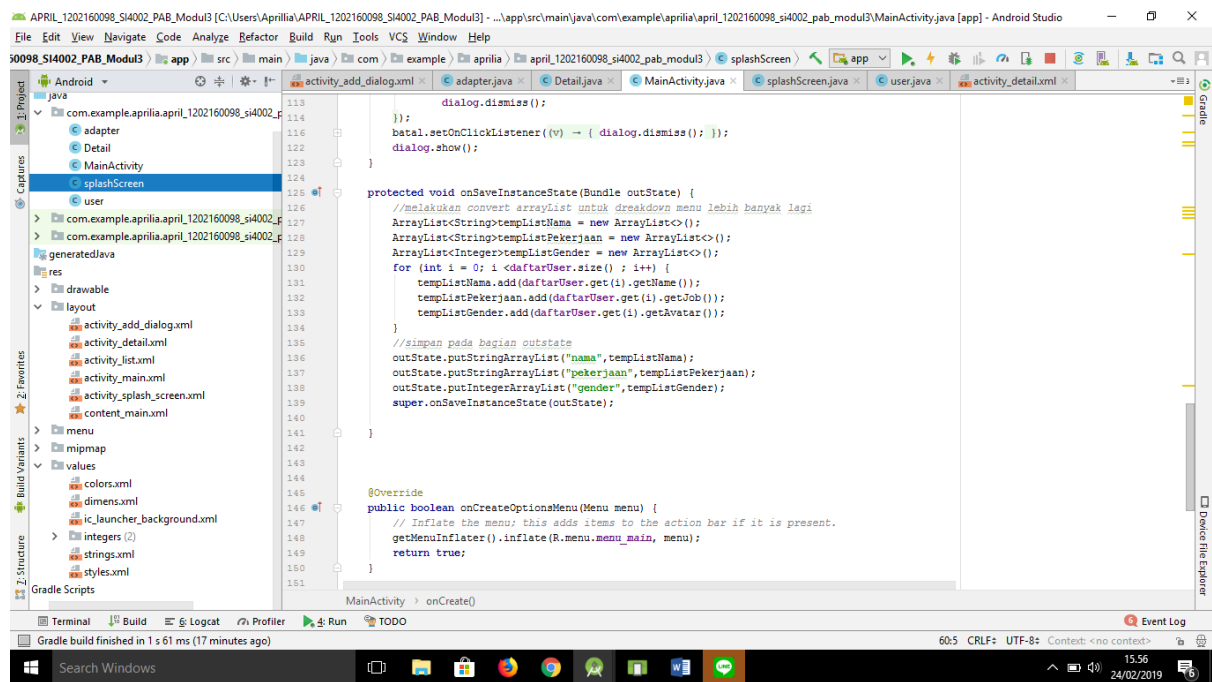 APRIL_1202160098_SI4002_PAB_Modul3 [C:\Users\Aprillia\APRIL_1202160098_SI4002_PAB_Modul3] - ...\app\src\main\java\com\example\aprilia\april_1202160098_si4002_pab_modul3\MainActivity.java [app] - Android Studio
File Edit View Navigate Code Analyze Refactor Build Run Tools VCS Window Help
60098_SI4002_PAB_Modul3 app src main java com example aprilia april_1202160098_si4002_pab_modul3 splashScreen app
Android activity_add_dialog.xml adapter.java Detail.java MainActivity.java splashScreen.java user.java activity_detail.xml
1: Project
Captures
2: Favorites
Build Variants
Z: Structure
java
com.example.aprilia.april_1202160098_si4002_p
adapter
Detail
MainActivity
splashScreen
user
com.example.aprilia.april_1202160098_si4002_p
com.example.aprilia.april_1202160098_si4002_p
generatedJava
res
drawable
layout
activity_add_dialog.xml
activity_detail.xml
activity_list.xml
activity_main.xml
activity_splash_screen.xml
content_main.xml
menu
mipmap
values
colors.xml
dimens.xml
ic_launcher_background.xml
integers (2)
strings.xml
styles.xml
Gradle Scripts
113 dialog.dismiss();
114 });
116 batal.setOnClickListener((v) → { dialog.dismiss(); });
122 dialog.show();
123 }
124
125 protected void onSaveInstanceState(Bundle outState) {
126 //melakukan convert arrayList untuk dreakdown menu lebih banyak lagi
127 ArrayList<String>tempListNama = new ArrayList<>();
128 ArrayList<String>tempListPekerjaan = new ArrayList<>();
129 ArrayList<Integer>tempListGender = new ArrayList<>();
130 for (int i = 0; i <daftarUser.size() ; i++) {
131 tempListNama.add(daftarUser.get(i).getName());
132 tempListPekerjaan.add(daftarUser.get(i).getJob());
133 tempListGender.add(daftarUser.get(i).getAvatar());
134 }
135 //simpan pada bagian outstate
136 outState.putStringArrayList("nama",tempListNama);
137 outState.putStringArrayList("pekerjaan",tempListPekerjaan);
138 outState.putIntegerArrayList("gender",tempListGender);
139 super.onSaveInstanceState(outState);
140
141 }
142
143
144
145 @Override
146 public boolean onCreateOptionsMenu(Menu menu) {
147 // Inflate the menu; this adds items to the action bar if it is present.
148 getMenuInflater().inflate(R.menu.menu_main, menu);
149 return true;
150 }
151
MainActivity › onCreate()
Gradle
Device File Explorer
Terminal Build 6: Logcat Profiler 4: Run TODO 6 Event Log
Gradle build finished in 1 s 61 ms (17 minutes ago) 60:5 CRLF UTF-8 Context: <no context>
Search Windows
15.56
24/02/2019
6